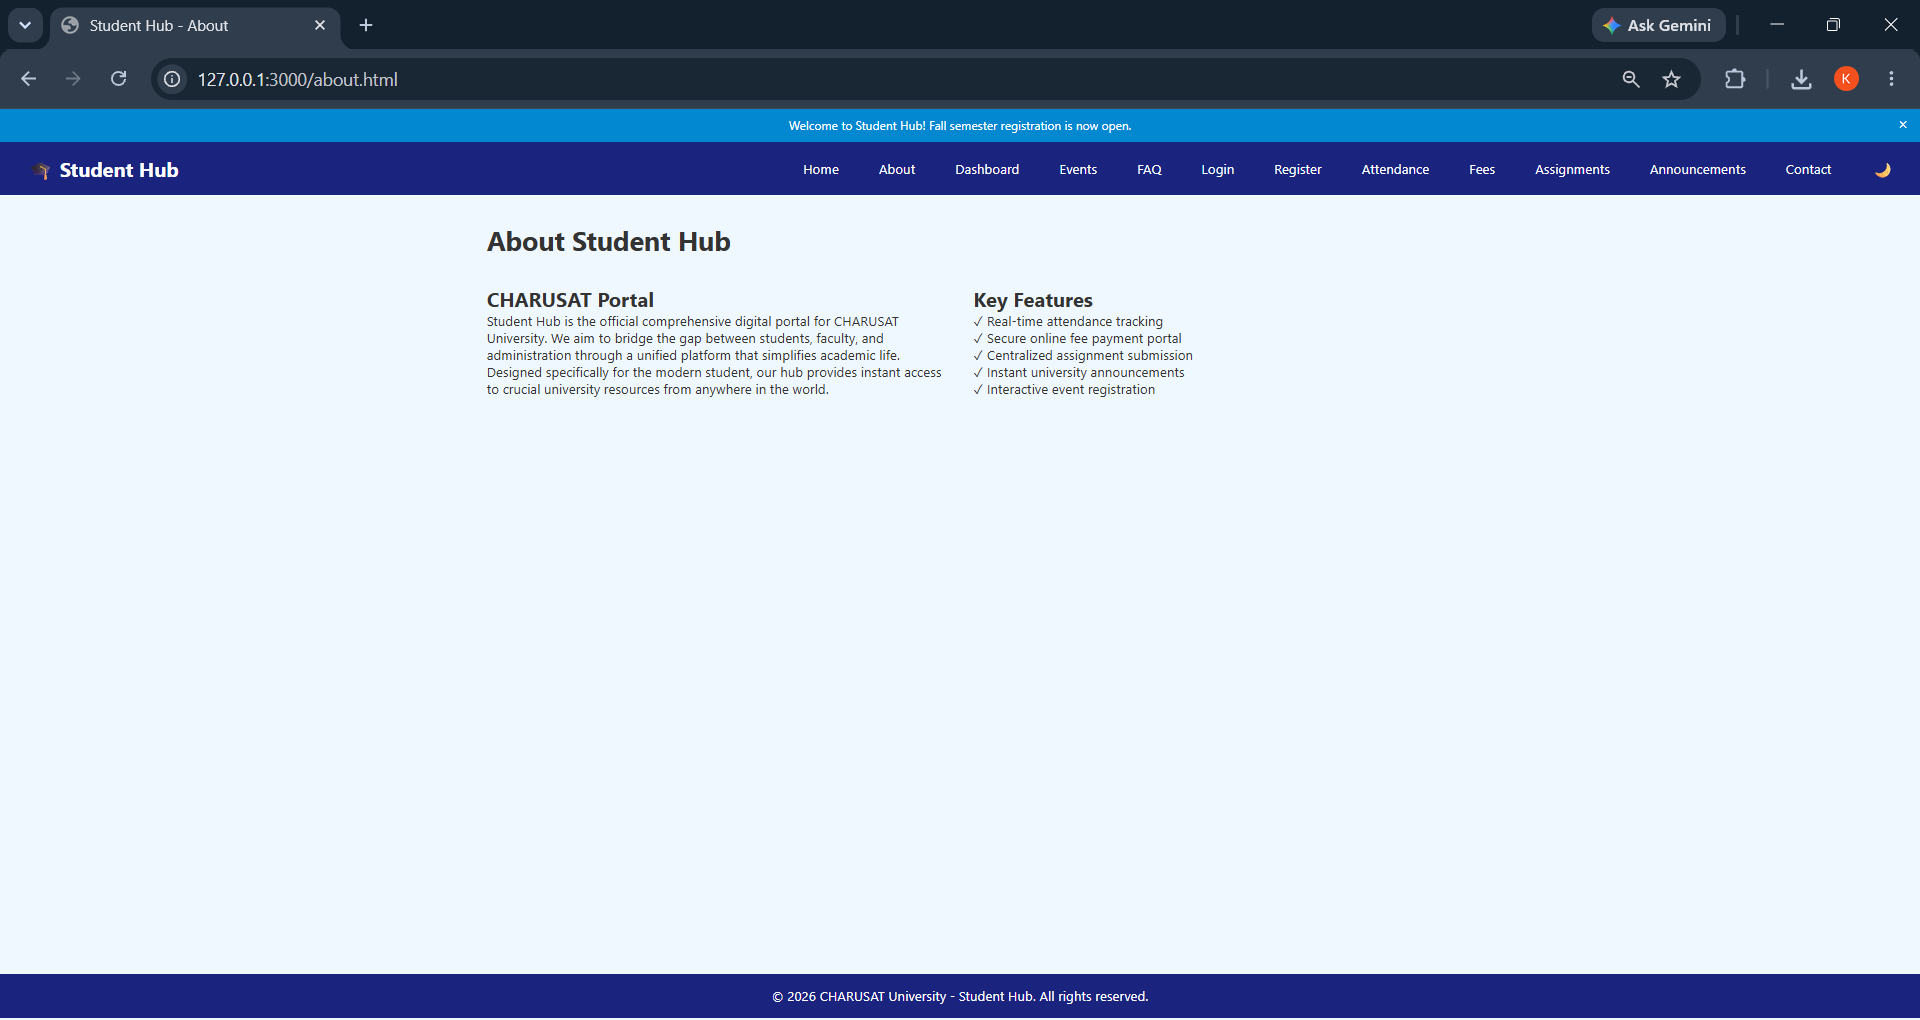 Student Hub - About
Ask Gemini
127.0.0.1:3000/about.html
K
Welcome to Student Hub! Fall semester registration is now open.
Student Hub
Home About Dashboard Events FAQ Login Register Attendance Fees Assignments Announcements Contact
About Student Hub
CHARUSAT Portal
Student Hub is the official comprehensive digital portal for CHARUSAT
University. We aim to bridge the gap between students, faculty, and
administration through a unified platform that simplifies academic life.
Designed specifically for the modern student, our hub provides instant access
to crucial university resources from anywhere in the world.
Key Features
✓ Real-time attendance tracking
✓ Secure online fee payment portal
✓ Centralized assignment submission
✓ Instant university announcements
✓ Interactive event registration
© 2026 CHARUSAT University - Student Hub. All rights reserved.